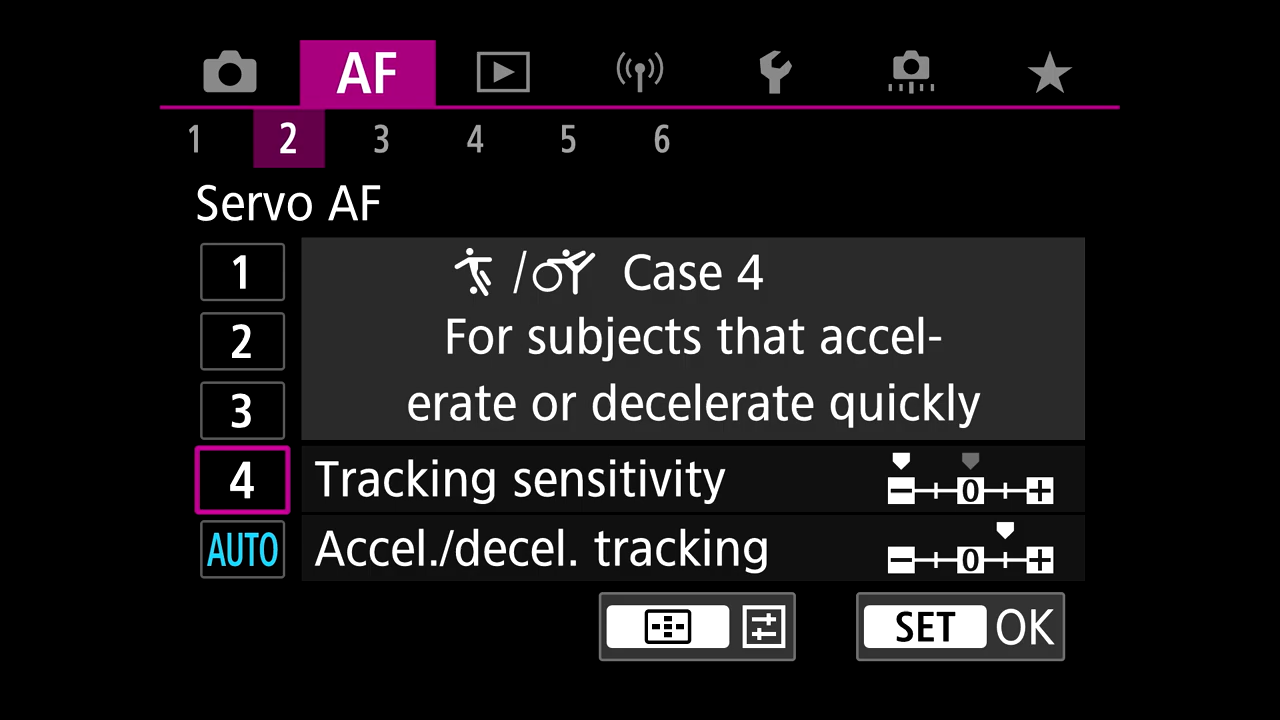 AF
1 2 3 4 5 6
Servo AF
1
2
3
4
AUTO
/ Case 4
For subjects that accel-
erate or decelerate quickly
Tracking sensitivity - 0 +
Accel./decel. tracking - 0 +
SET OK